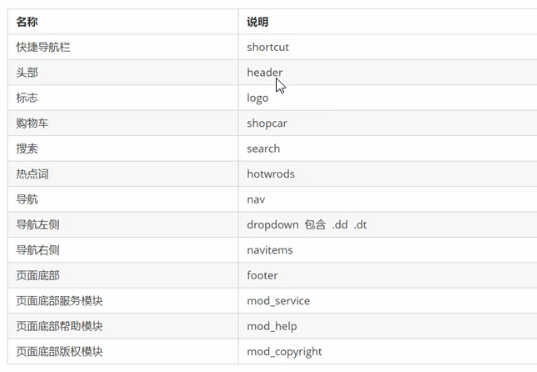 名称 说明
快捷导航栏 shortcut
头部 header
标志 logo
购物车 shopcar
搜索 search
热点词 hotwrods
导航 nav
导航左侧 dropdown 包含 .dd .dt
导航右侧 navitems
页面底部 footer
页面底部服务模块 mod_service
页面底部帮助模块 mod_help
页面底部版权模块 mod_copyright